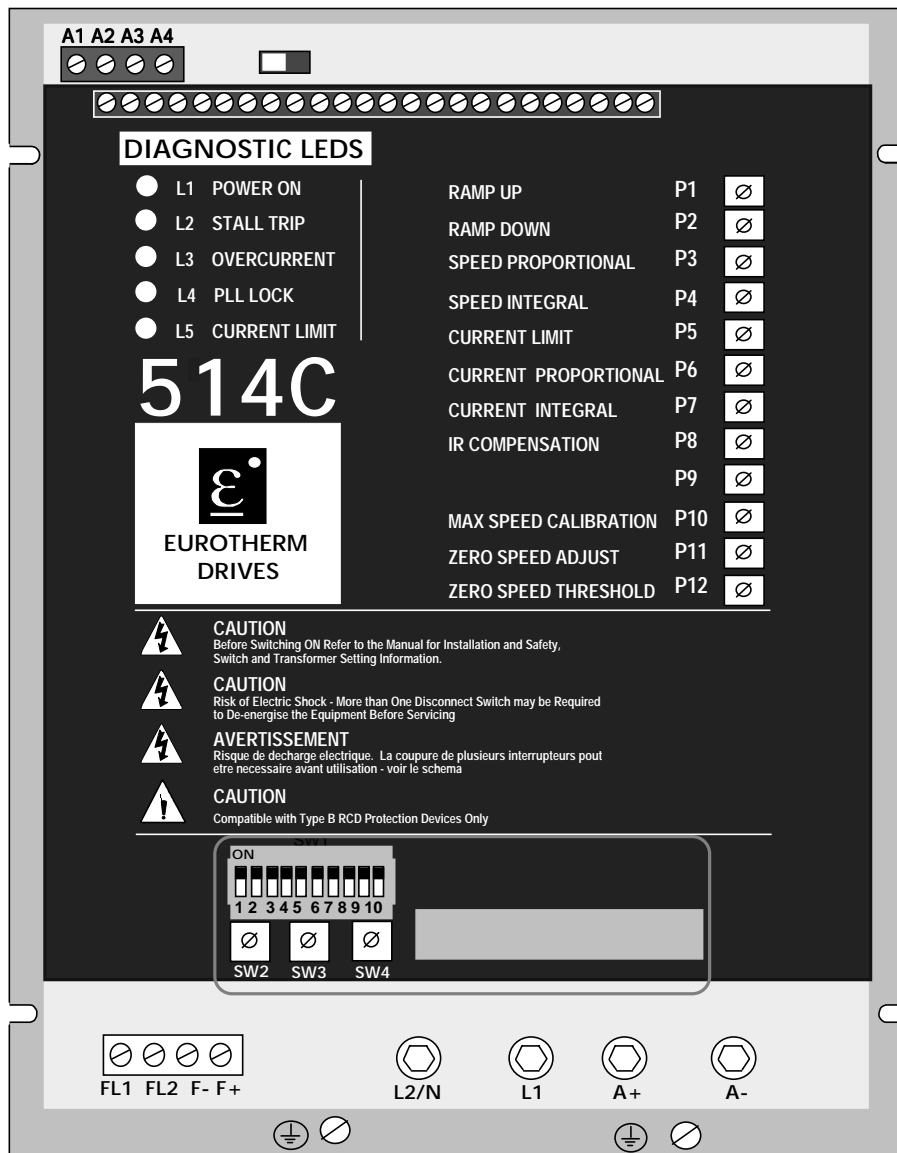 A1 A2 A3 A4
DIAGNOSTIC LEDS
L1 POWER ON
L2 STALL TRIP
L3 OVERCURRENT
L4 PLL LOCK
L5 CURRENT LIMIT
514C
ε
EUROTHERM
DRIVES
RAMP UP P1
RAMP DOWN P2
SPEED PROPORTIONAL P3
SPEED INTEGRAL P4
CURRENT LIMIT P5
CURRENT PROPORTIONAL P6
CURRENT INTEGRAL P7
IR COMPENSATION P8
P9
MAX SPEED CALIBRATION P10
ZERO SPEED ADJUST P11
ZERO SPEED THRESHOLD P12
CAUTION
Before Switching ON Refer to the Manual for Installation and Safety,
Switch and Transformer Setting Information.
CAUTION
Risk of Electric Shock - More than One Disconnect Switch may be Required
to De-energise the Equipment Before Servicing
AVERTISSEMENT
Risque de decharge electrique. La coupure de plusieurs interrupteurs pout
etre necessaire avant utilisation - voir le schema
CAUTION
Compatible with Type B RCD Protection Devices Only
SW1
ON
1 2 3 4 5 6 7 8 9 10
SW2 SW3 SW4
FL1 FL2 F- F+
L2/N L1 A+ A-